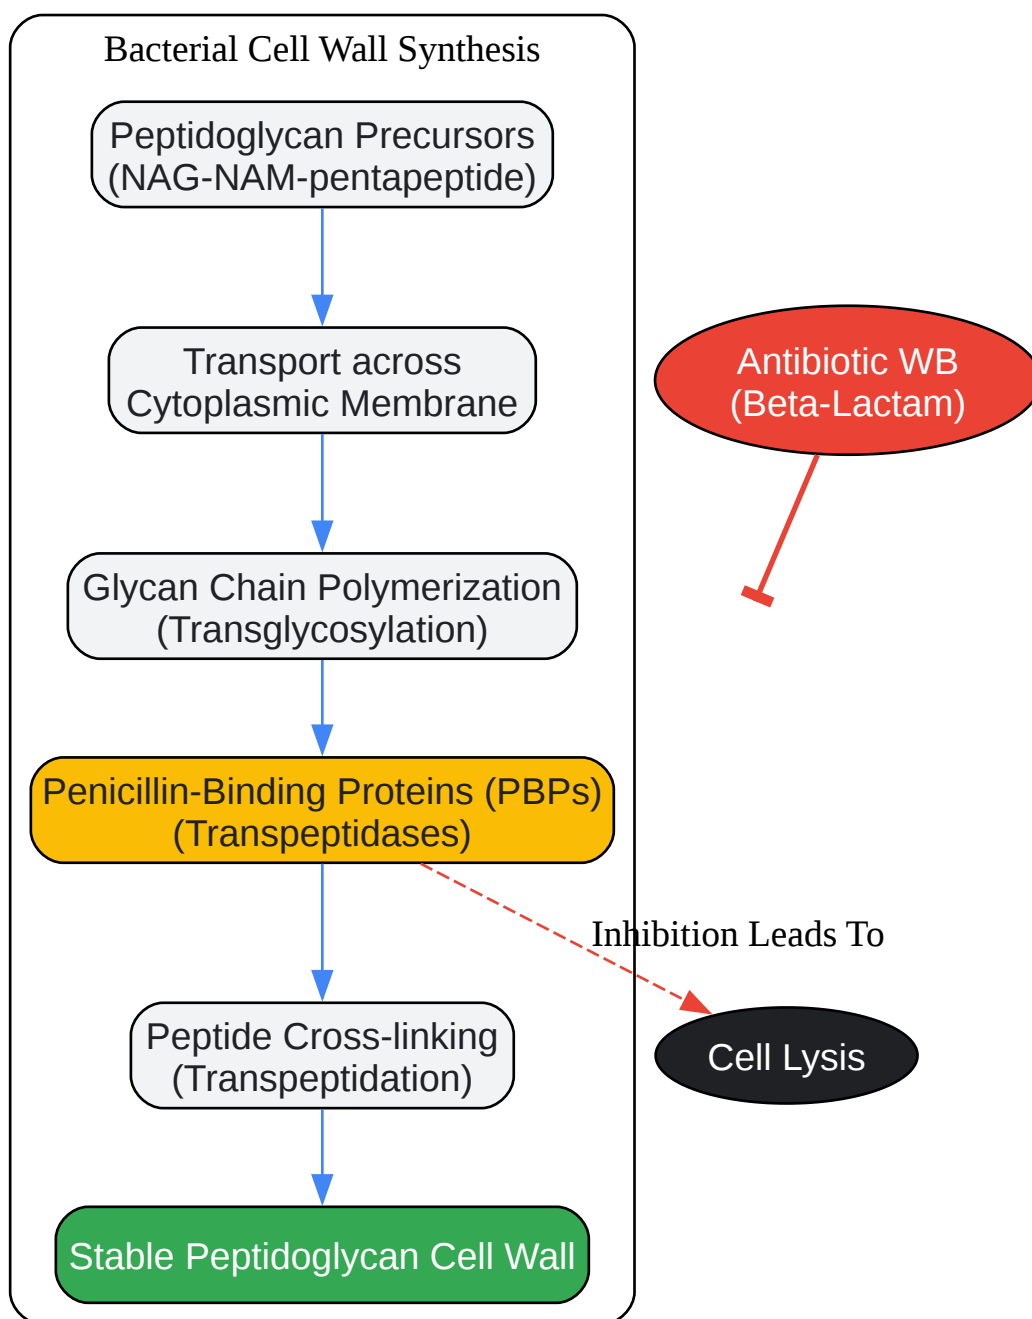 Bacterial Cell Wall Synthesis
Peptidoglycan Precursors
(NAG-NAM-pentapeptide)
Transport across
Cytoplasmic Membrane
Antibiotic WB
(Beta-Lactam)
Glycan Chain Polymerization
(Transglycosylation)
Penicillin-Binding Proteins (PBPs)
(Transpeptidases)
Inhibition Leads To
Peptide Cross-linking
(Transpeptidation)
Cell Lysis
Stable Peptidoglycan Cell Wall